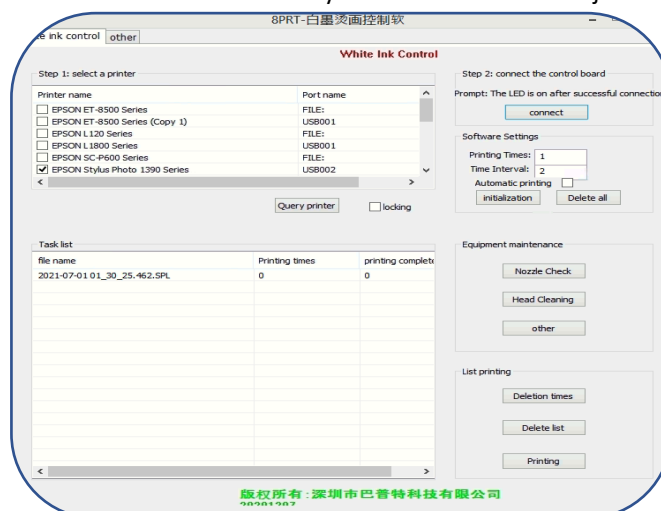 8PRT-白墨烫画控制软
ink control other
White Ink Control
Step 1: select a printer
Step 2: connect the control board
Printer name Port name
Prompt: The LED is on after successful connection
EPSON ET-8500 Series FILE:
connect
EPSON ET-8500 Series (Copy 1) USB001
EPSON L120 Series FILE:
Software Settings
EPSON L1800 Series USB001
EPSON SC-P600 Series FILE:
Printing Times: 1
EPSON Stylus Photo 1390 Series USB002
Time Interval: 2
Automatic printing
initialization Delete all
Query printer locking
Task list
Equipment maintenance
file name Printing times printing complete
2021-07-01 01_30_25.462.SPL 0 0
Nozzle Check
Head Cleaning
other
List printing
Deletion times
Delete list
Printing
版权所有:深圳市巴普特科技有限公司